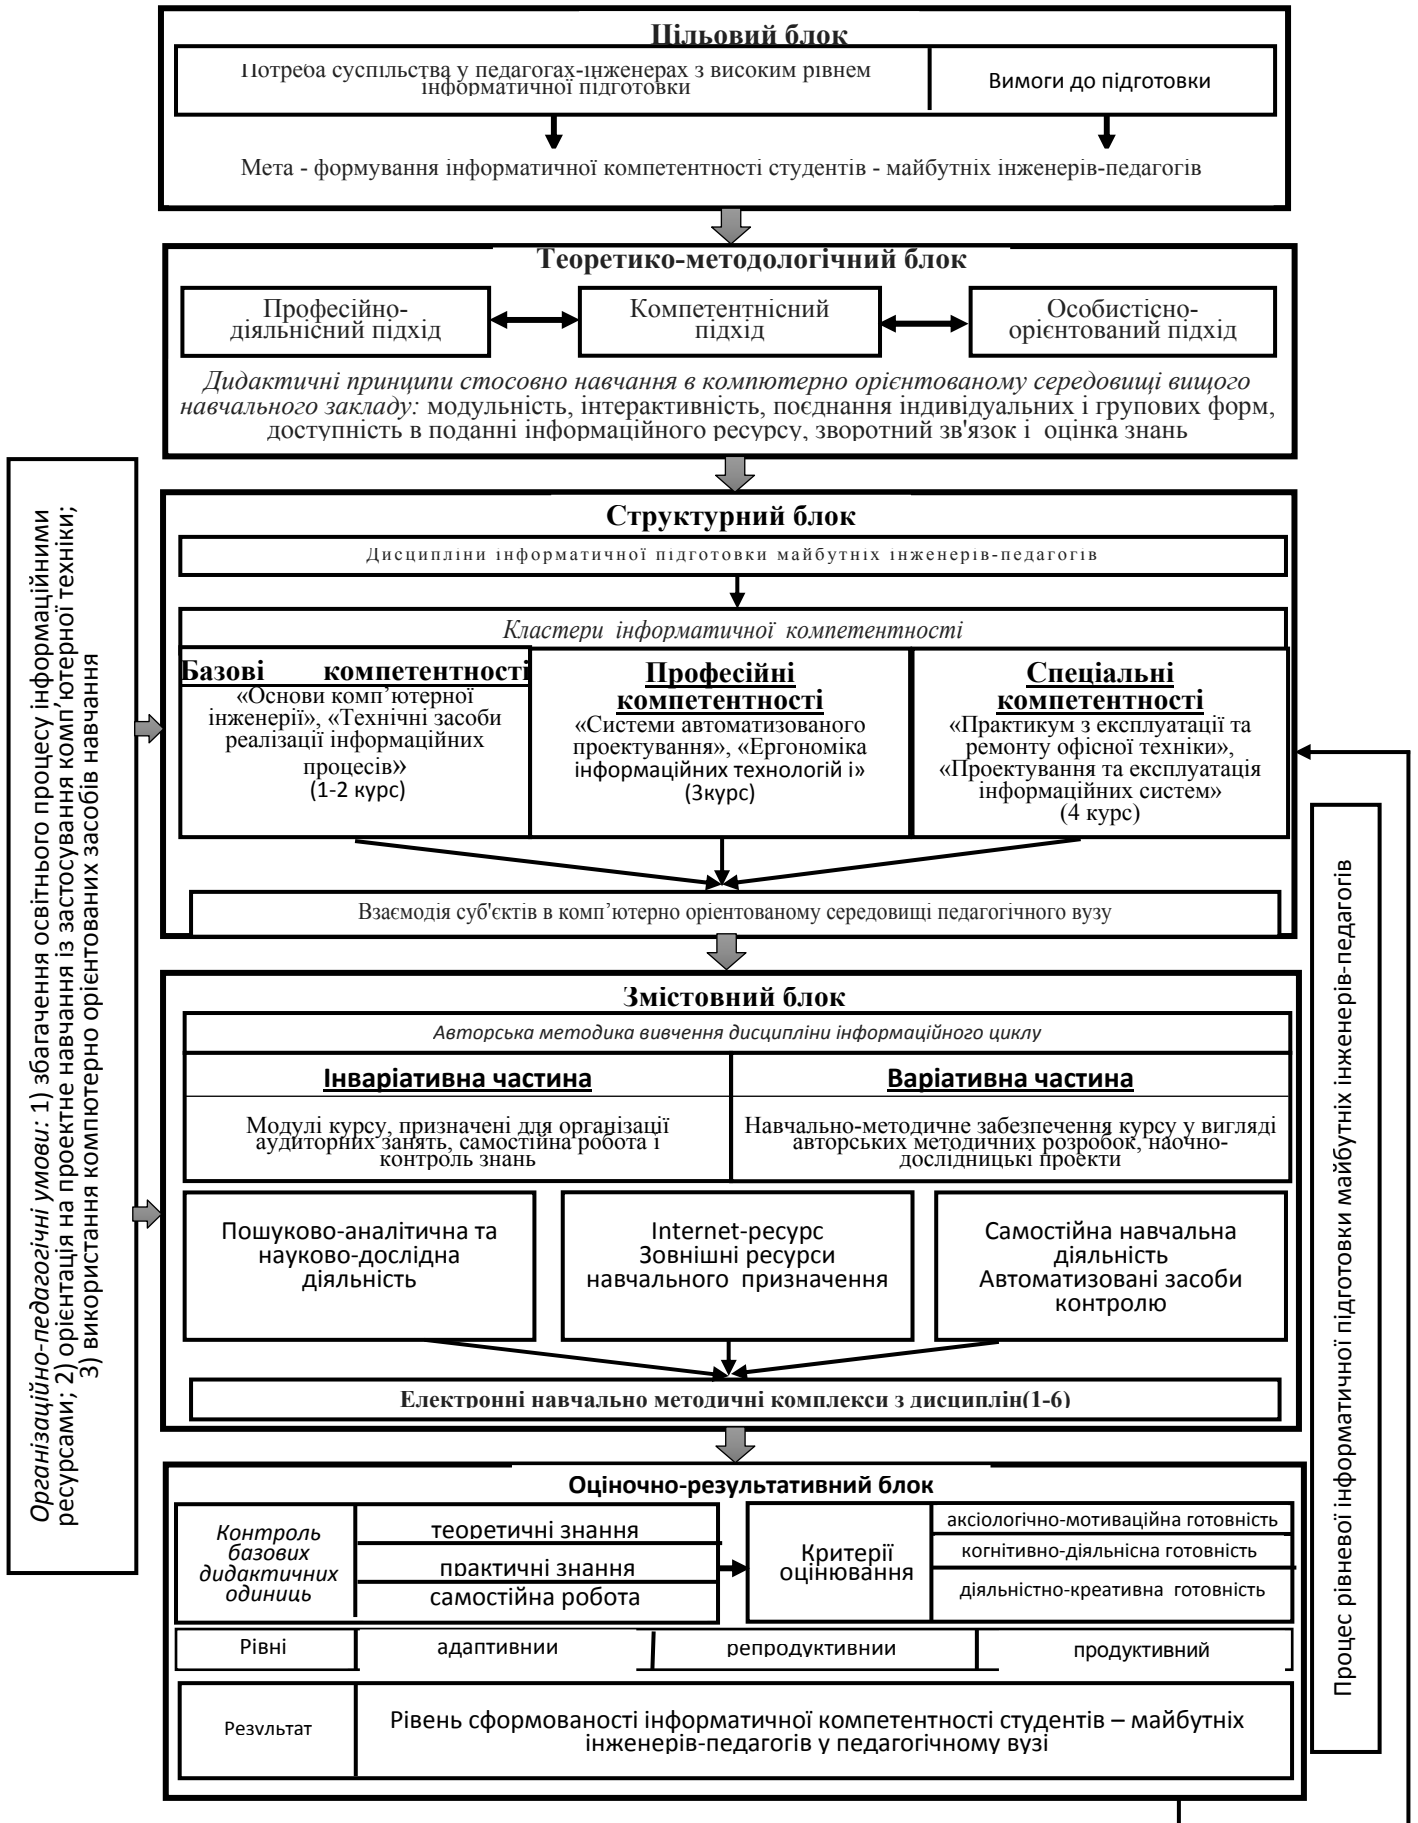 Цільовий блок
Потреба суспільства у педагогах-інженерах з високим рівнем
інформатичної підготовки
Вимоги до підготовки
Мета - формування інформатичної компетентності студентів - майбутніх інженерів-педагогів
Теоретико-методологічний блок
Професійно-
діяльнісний підхід
Компетентнісний
підхід
Особистісно-
орієнтований підхід
Дидактичні принципи стосовно навчання в компютерно орієнтованому середовищі вищого
навчального закладу: модульність, інтерактивність, поєднання індивідуальних і групових форм,
доступність в поданні інформаційного ресурсу, зворотний зв'язок і оцінка знань
Організаційно-педагогічні умови: 1) збагачення освітнього процесу інформаційними
ресурсами; 2) орієнтація на проектне навчання із застосування комп'ютерної техніки;
3) використання компютерно орієнтованих засобів навчання
Структурний блок
Дисципліни інформатичної підготовки майбутніх інженерів-педагогів
Кластери інформатичної компетентності
Базові компетентності
«Основи комп'ютерної
інженерії», «Технічні засоби
реалізації інформаційних
процесів»
(1-2 курс)
Професійні
компетентності
«Системи автоматизованого
проектування», «Ергономіка
інформаційних технологій і»
(3курс)
Спеціальні
компетентності
«Практикум з експлуатації та
ремонту офісної техніки»,
«Проектування та експлуатація
інформаційних систем»
(4 курс)
Взаємодія суб'єктів в комп'ютерно орієнтованому середовищі педагогічного вузу
Змістовний блок
Авторська методика вивчення дисципліни інформаційного циклу
Інваріативна частина
Варіативна частина
Модулі курсу, призначені для організації
аудиторних занять, самостійна робота і
контроль знань
Навчально-методичне забезпечення курсу у вигляді
авторських методичних розробок, наочно-
дослідницькі проекти
Пошуково-аналітична та
науково-дослідна
діяльність
Internet-ресурс
Зовнішні ресурси
навчального призначення
Самостійна навчальна
діяльність
Автоматизовані засоби
контролю
Електронні навчально методичні комплекси з дисциплін(1-6)
Процес рівневої інформатичної підготовки майбутніх інженерів-педагогів
Оціночно-результативний блок
Контроль
базових
дидактичних
одиниць
теоретичні знання
практичні знання
самостійна робота
Критерії
оцінювання
аксіологічно-мотиваційна готовність
когнітивно-діяльнісна готовність
діяльністно-креативна готовність
Рівні
адаптивний
репродуктивний
продуктивний
Результат
Рівень сформованості інформатичної компетентності студентів – майбутніх
інженерів-педагогів у педагогічному вузі